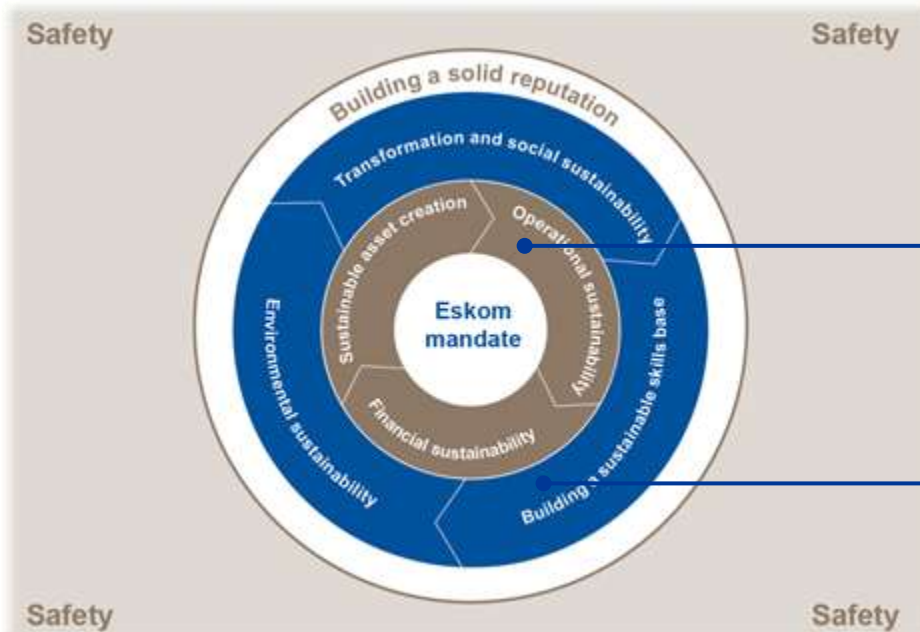 Safety
Safety
Building a solid reputation
Transformation and social sustainability
Sustainable asset creation
Operational sustainability
Eskom
mandate
Environmental sustainability
Financial sustainability
Building a sustainable skills base
Safety
Safety